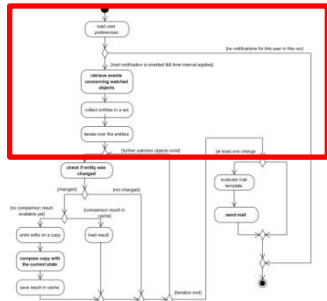 load user
preferences
[no notifications for this user in this run]
[mail notification is enabled && time interval applies]
retrieve events
concerning watched
objects
collect entities in a set
iterate over the entities
[further watched objects exist]
[at least one change
check if entity was
changed
evaluate mail
template
[changed]
[not changed]
[no comparison result
available yet]
[comparison result in
cache]
send mail
undo edits on a copy
load result
compare copy with
the current state
save result in cache
[iteration end]